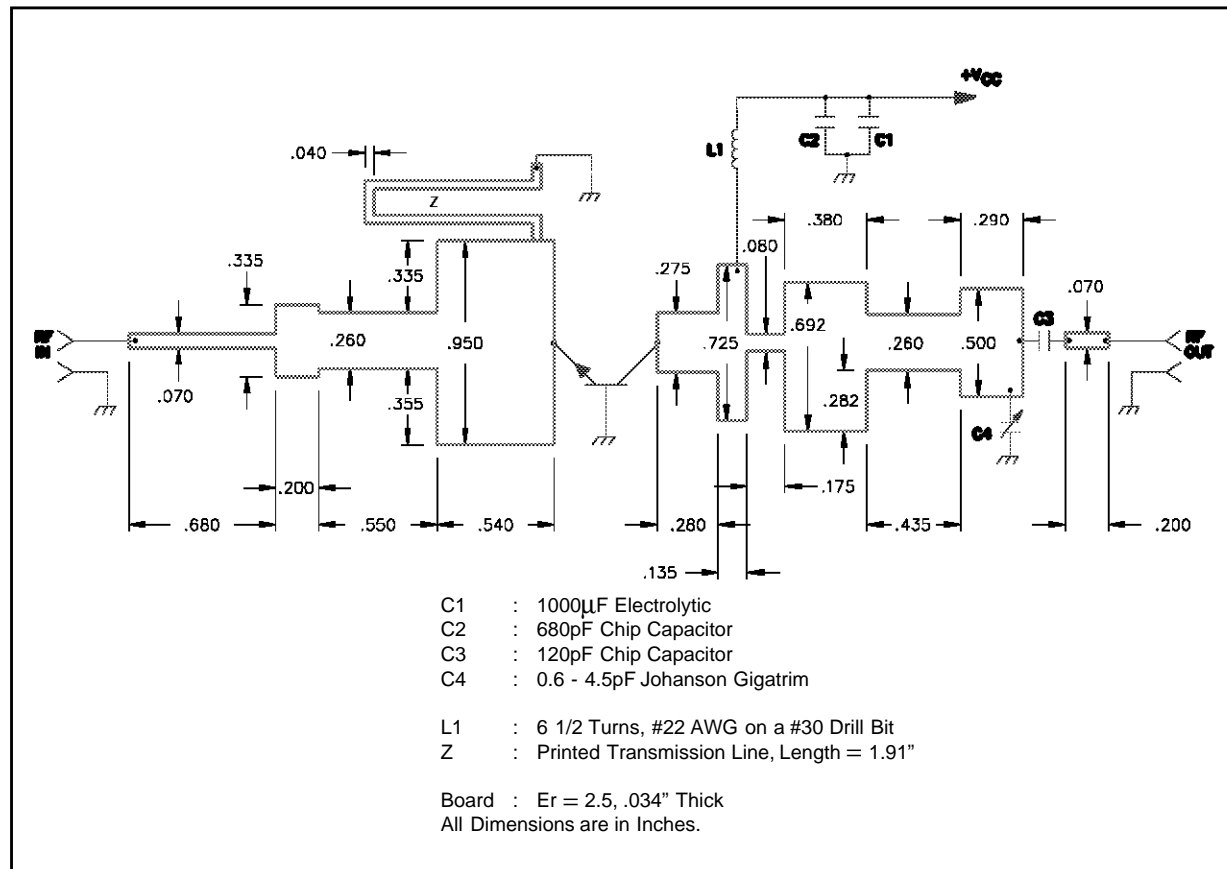 +VCC
C2
C1
L1
.040
Z
.380
.290
.335
.335
.275
.080
.070
C3
RF
IN
.260
.950
.725
.692
.260
.500
RF
OUT
.070
.355
.282
C4
.200
.175
.680
.550
.540
.280
.435
.200
.135
C1 : 1000μF Electrolytic
C2 : 680pF Chip Capacitor
C3 : 120pF Chip Capacitor
C4 : 0.6 - 4.5pF Johanson Gigatrim
L1 : 6 1/2 Turns, #22 AWG on a #30 Drill Bit
Z : Printed Transmission Line, Length = 1.91”
Board : Er = 2.5, .034” Thick
All Dimensions are in Inches.